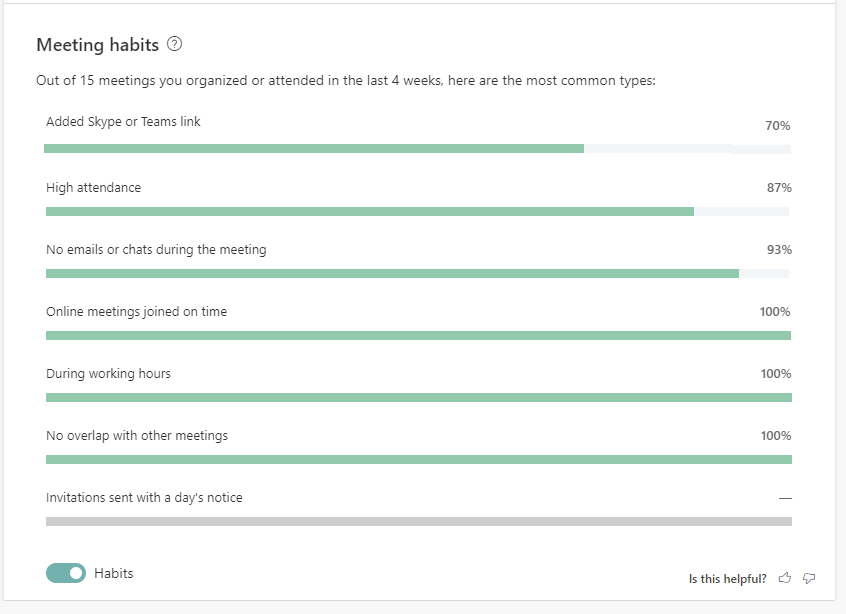 Meeting habits ?
Out of 15 meetings you organized or attended in the last 4 weeks, here are the most common types:
Added Skype or Teams link
70%
High attendance
87%
No emails or chats during the meeting
93%
Online meetings joined on time
100%
During working hours
100%
No overlap with other meetings
100%
Invitations sent with a day's notice
—
Habits
Is this helpful?